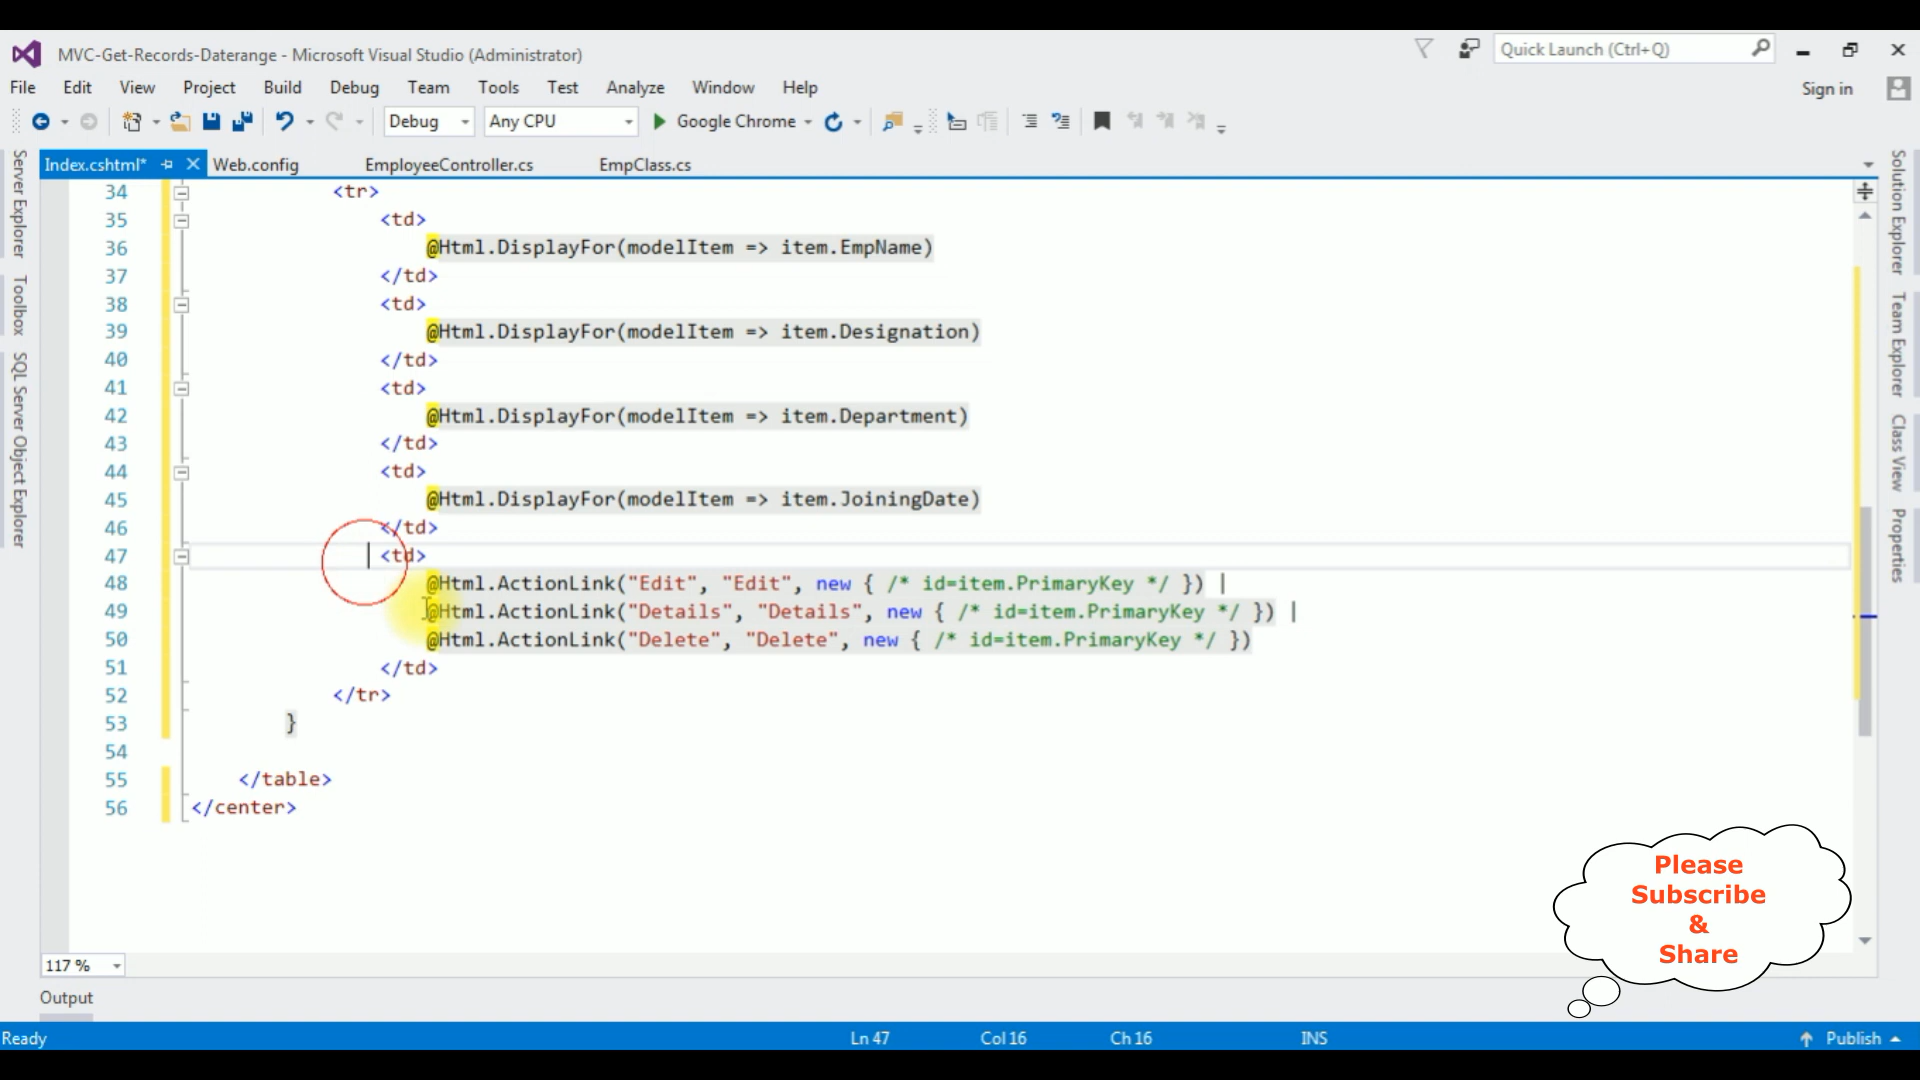 MVC-Get-Records-Daterange - Microsoft Visual Studio (Administrator)
Quick Launch (Ctrl+Q)
File Edit View Project Build Debug Team Tools Test Analyze Window Help
Sign in
Debug Any CPU Google Chrome
Index.cshtml* Web.config EmployeeController.cs EmpClass.cs
Server Explorer
Toolbox
SQL Server Object Explorer
34 <tr>
35 <td>
36 @Html.DisplayFor(modelItem => item.EmpName)
37 </td>
38 <td>
39 @Html.DisplayFor(modelItem => item.Designation)
40 </td>
41 <td>
42 @Html.DisplayFor(modelItem => item.Department)
43 </td>
44 <td>
45 @Html.DisplayFor(modelItem => item.JoiningDate)
46 </td>
47 <td>
48 @Html.ActionLink("Edit", "Edit", new { /* id=item.PrimaryKey */ }) |
49 @Html.ActionLink("Details", "Details", new { /* id=item.PrimaryKey */ }) |
50 @Html.ActionLink("Delete", "Delete", new { /* id=item.PrimaryKey */ })
51 </td>
52 </tr>
53 }
54
55 </table>
56 </center>
Solution Explorer
Team Explorer
Class View
Properties
Please
Subscribe
&
Share
117 %
Output
Ready Ln 47 Col 16 Ch 16 INS Publish